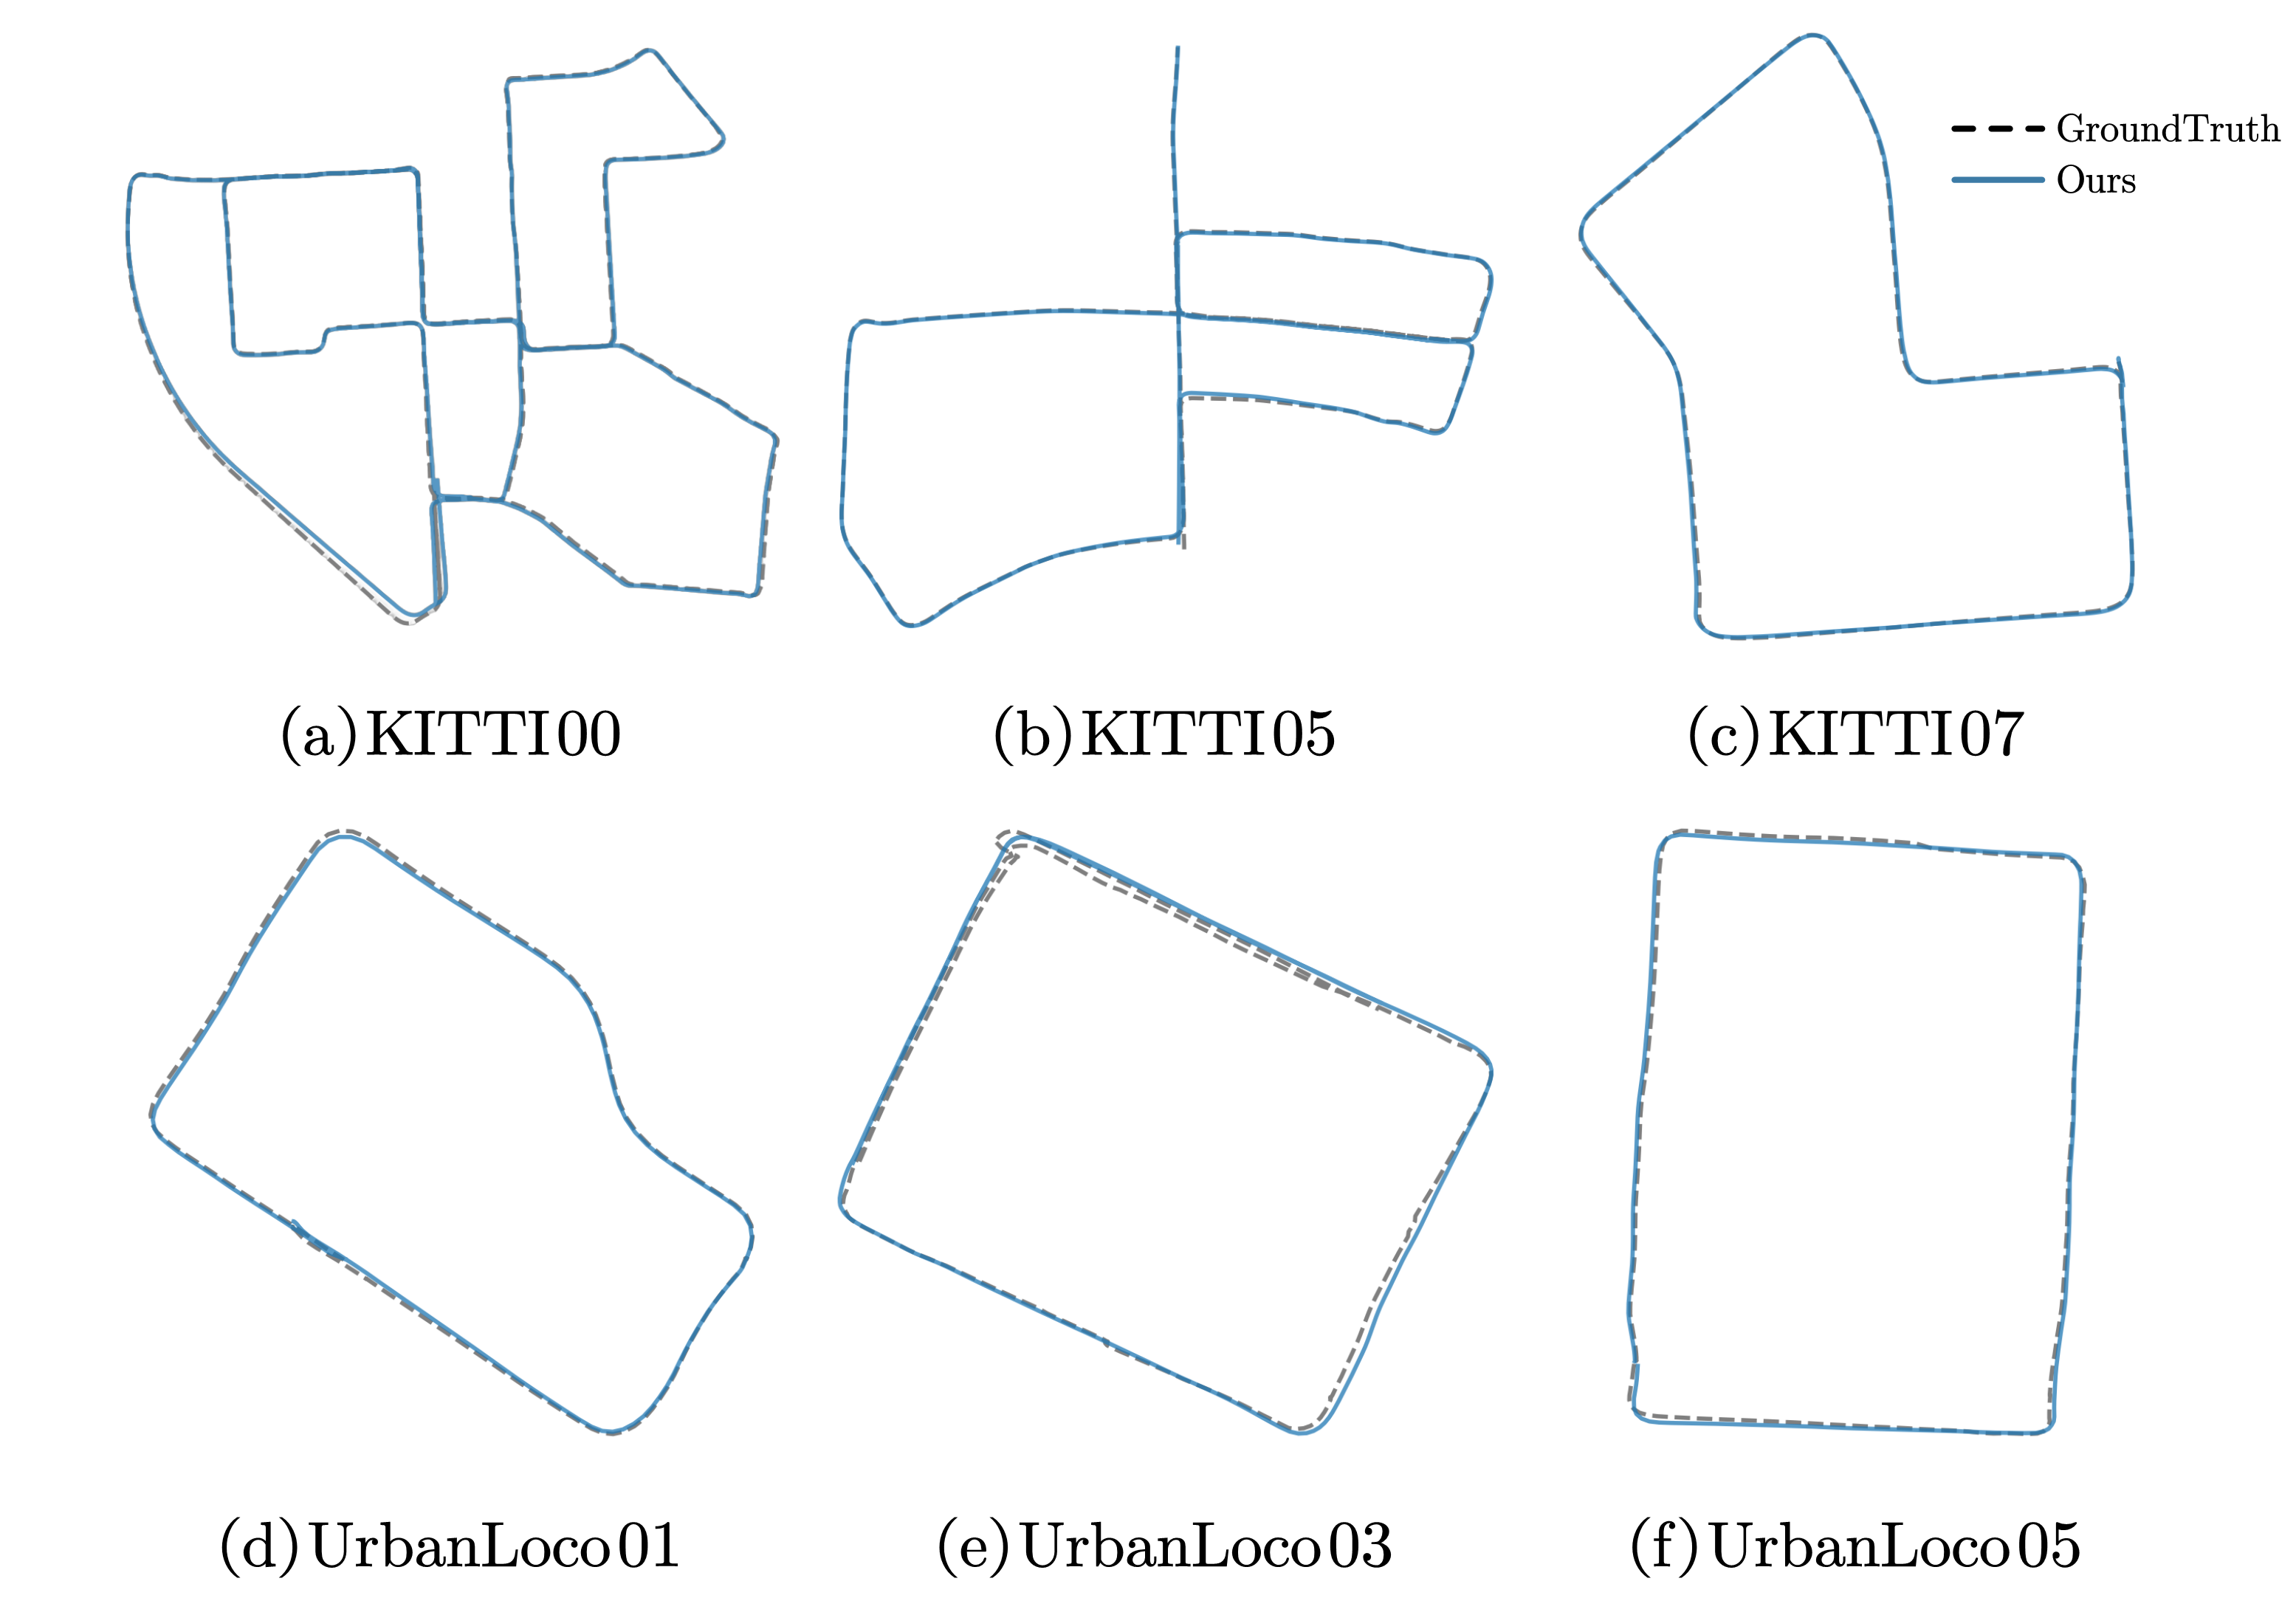 GroundTruth
Ours
(a) KITTI00
(b) KITTI05
(c) KITTI07
(d) UrbanLoco01
(e) UrbanLoco03
(f) UrbanLoco05